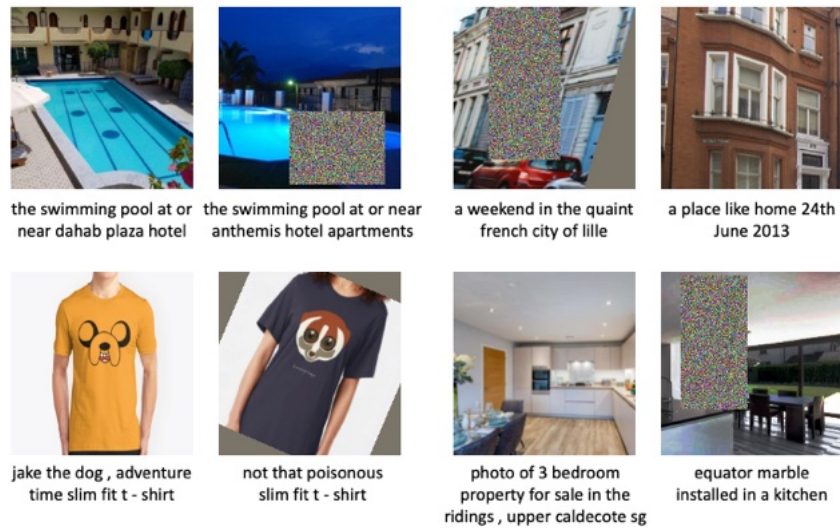 the swimming pool at or
near dahab plaza hotel
the swimming pool at or near
anthemis hotel apartments
a weekend in the quaint
french city of lille
a place like home 24th
June 2013
jake the dog , adventure
time slim fit t - shirt
not that poisonous
slim fit t - shirt
photo of 3 bedroom
property for sale in the
ridings , upper caldecote sg
equator marble
installed in a kitchen